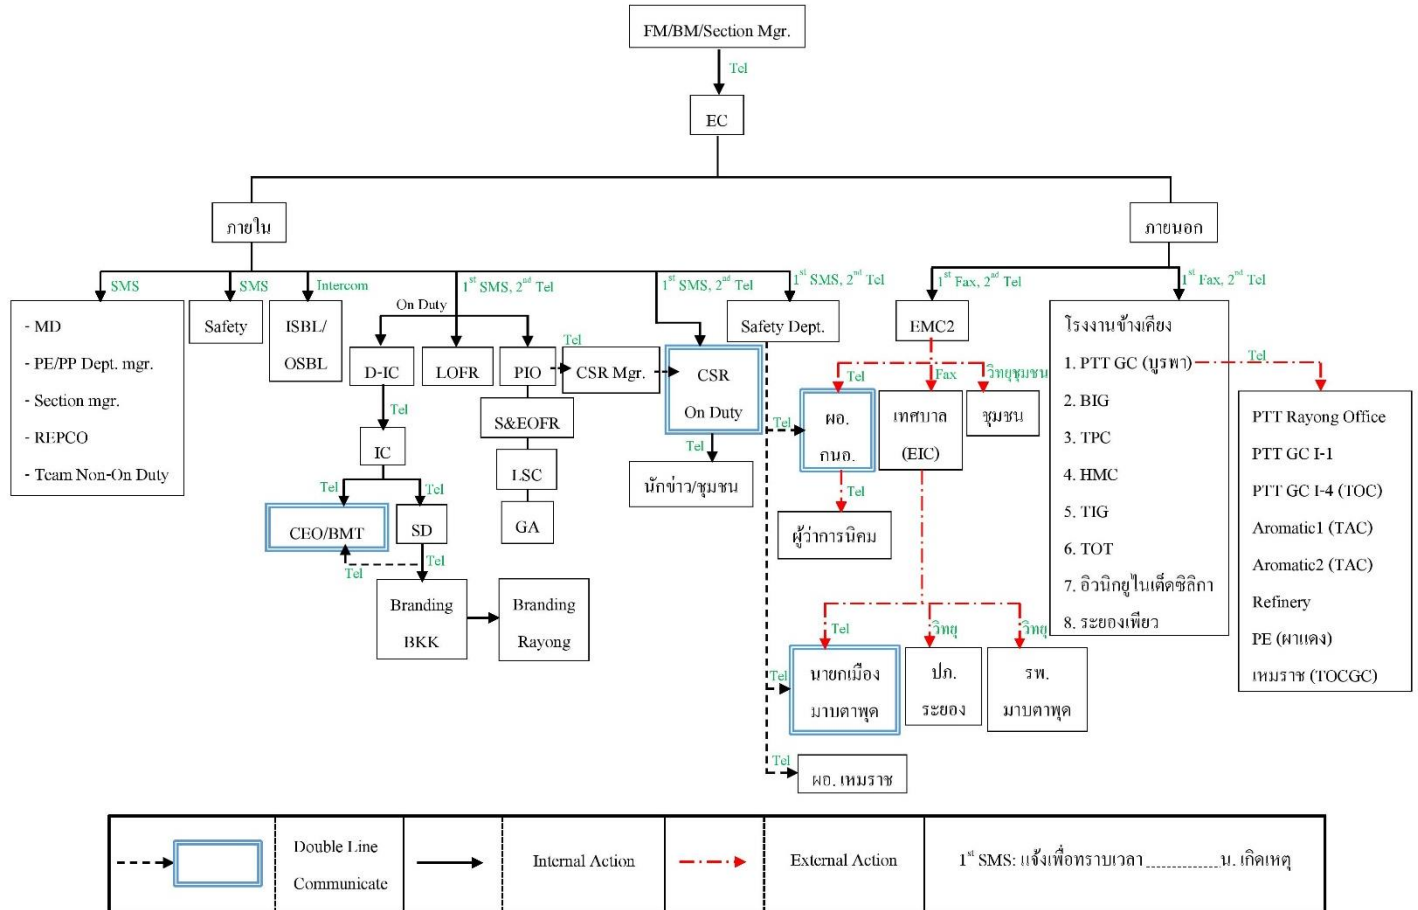 FM/BM/Section Mgr.
Tel
EC
ภายใน
ภายนอก
SMS
SMS
Intercom
1st SMS, 2nd Tel
1st SMS, 2nd Tel
1st SMS, 2nd Tel
1st Fax, 2nd Tel
1st Fax, 2nd Tel
- MD
- PE/PP Dept. mgr.
- Section mgr.
- REPCO
- Team Non-On Duty
Safety
ISBL/
OSBL
On Duty
D-IC
LOFR
PIO
Tel
CSR Mgr.
CSR
On Duty
Safety Dept.
EMC2
โรงงานข้างเคียง
1. PTT GC (บูรพา)
2. BIG
3. TPC
4. HMC
5. TIG
6. TOT
7. อิวนิกยูไนเต็ดซิลิกา
8. ระยองเพียว
Tel
PTT Rayong Office
PTT GC I-1
PTT GC I-4 (TOC)
Aromatic1 (TAC)
Aromatic2 (TAC)
Refinery
PE (ผาแดง)
เหมราช (TOCGC)
Tel
Fax
วิทยุชุมชน
Tel
ผอ.
กนอ.
เทศบาล
(EIC)
ชุมชน
Tel
IC
S&EOFR
LSC
GA
Tel
นักข่าว/ชุมชน
Tel
ผู้ว่าการนิคม
Tel
Tel
CEO/BMT
SD
Tel
Tel
Branding
BKK
Branding
Rayong
Tel
วิทยุ
วิทยุ
Tel
นายกเมือง
มาบตาพุด
ปภ.
ระยอง
รพ.
มาบตาพุด
Tel
ผอ. เหมราช
Double Line
Communicate
Internal Action
External Action
1st SMS: แจ้งเพื่อทราบเวลา ............ น. เกิดเหตุ